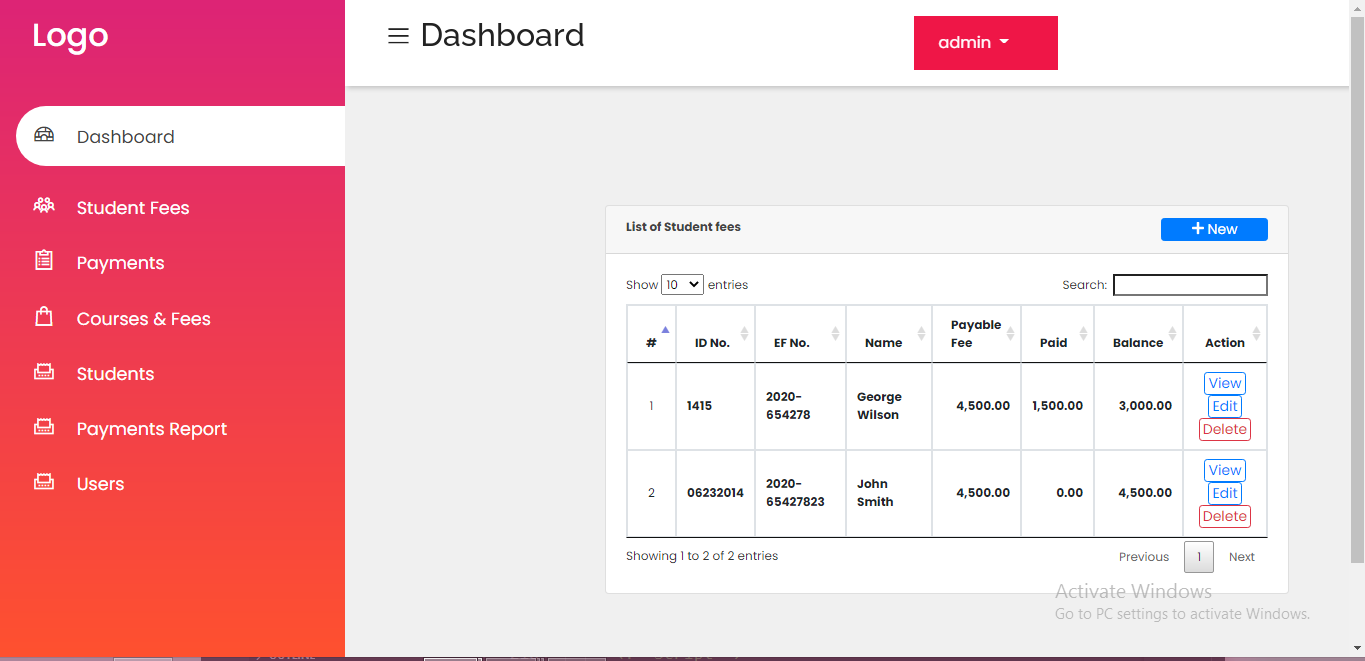 Logo
Dashboard
admin
Dashboard
Student Fees
Payments
Courses & Fees
Students
Payments Report
Users
List of Student fees
New
Show 10 entries
Search:
# ID No. EF No. Name Payable Fee Paid Balance Action
1 1415 2020-654278 George Wilson 4,500.00 1,500.00 3,000.00 View Edit Delete
2 06232014 2020-65427823 John Smith 4,500.00 0.00 4,500.00 View Edit Delete
Showing 1 to 2 of 2 entries
Previous 1 Next
Activate Windows
Go to PC settings to activate Windows.